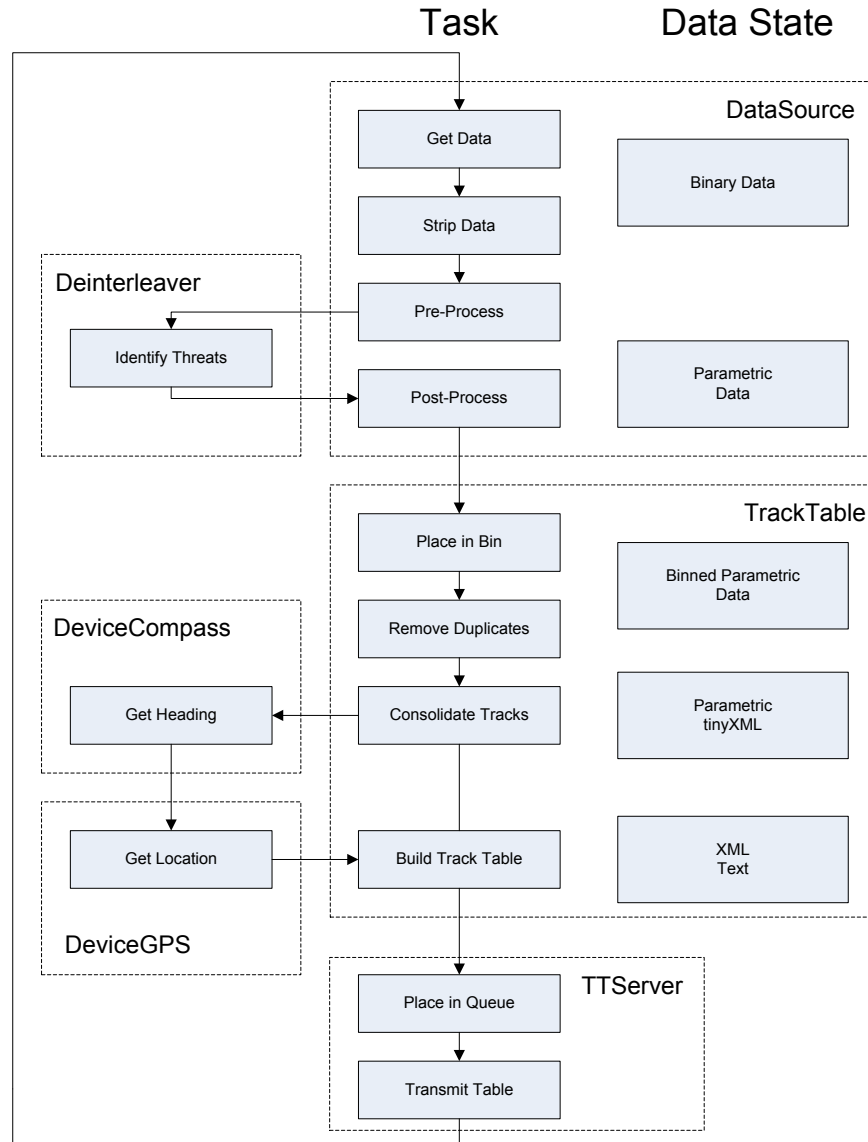 Task
Data State
DataSource
Get Data
Binary Data
Strip Data
Deinterleaver
Pre-Process
Identify Threats
Post-Process
Parametric
Data
TrackTable
Place in Bin
Binned Parametric
Data
DeviceCompass
Remove Duplicates
Get Heading
Consolidate Tracks
Parametric
tinyXML
Get Location
Build Track Table
XML
Text
DeviceGPS
TTServer
Place in Queue
Transmit Table